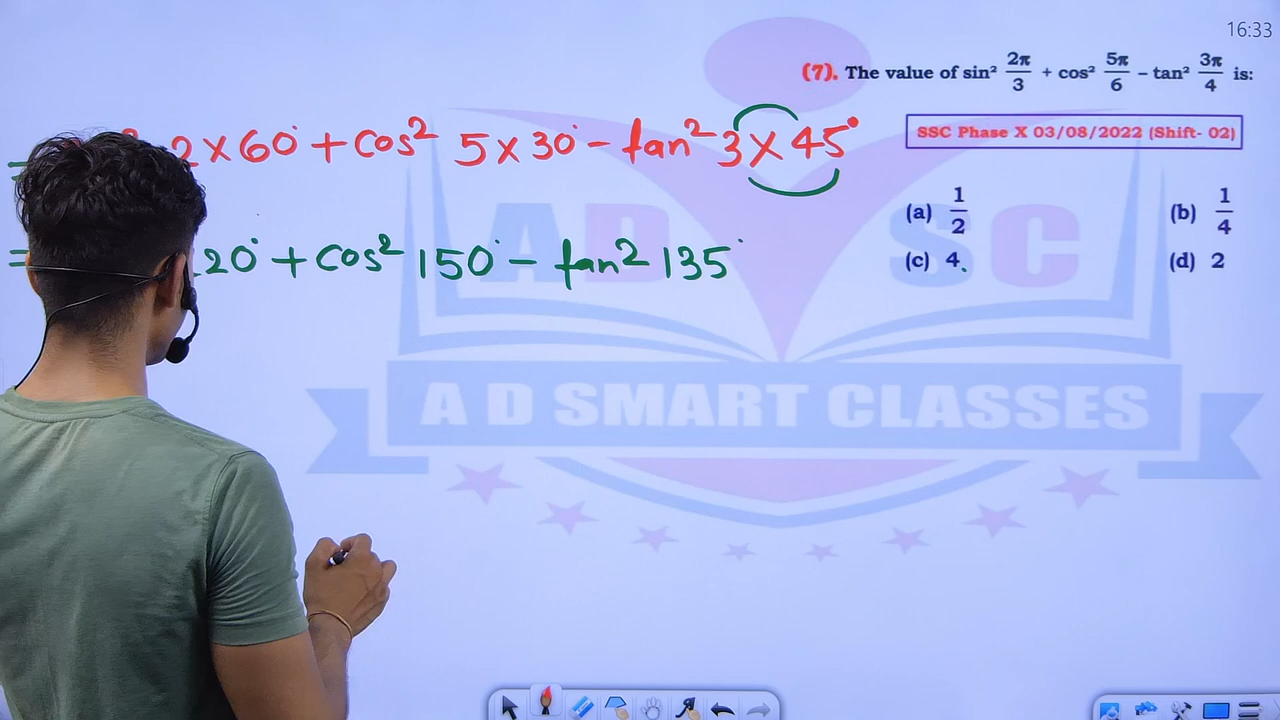 16:33
(7). The value of sin² 2π/3 + cos² 5π/6 − tan² 3π/4 is:
SSC Phase X 03/08/2022 (Shift- 02)
(a) 1/2 (b) 1/4
(c) 4 (d) 2
2×60° + cos² 5×30° − tan² 3×45°
= 20° + cos² 150° − tan² 135°
AD SC
A D SMART CLASSES